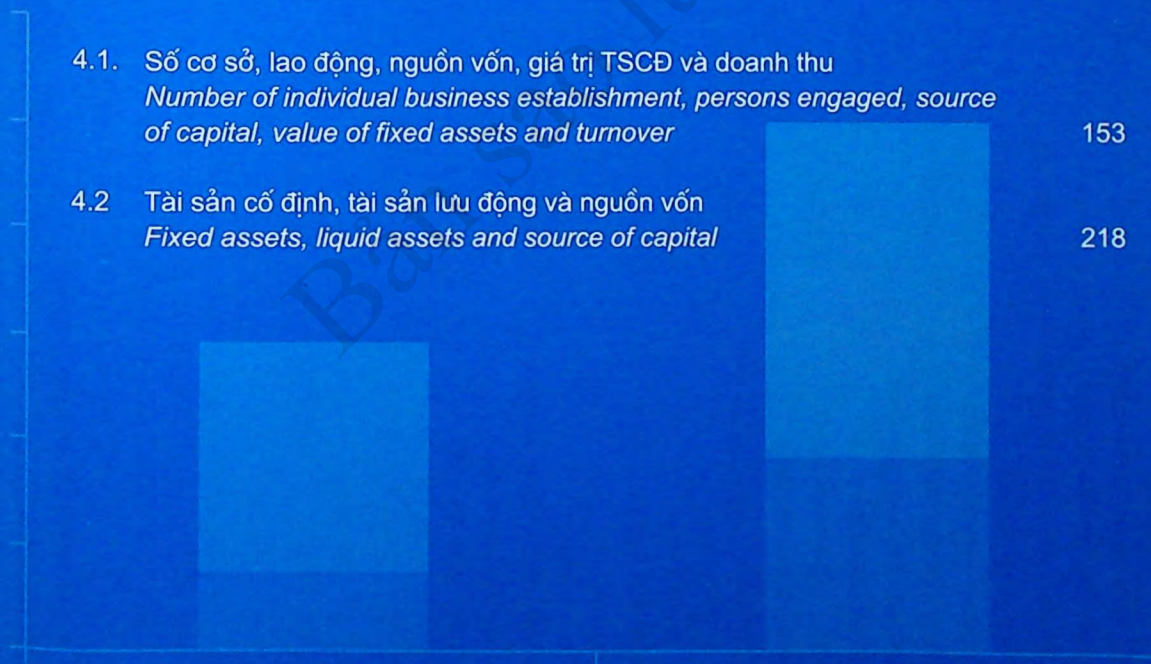 4.1. Số cơ sở, lao động, nguồn vốn, giá trị TSCĐ và doanh thu
Number of individual business establishment, persons engaged, source
of capital, value of fixed assets and turnover 153
4.2 Tài sản cố định, tài sản lưu động và nguồn vốn
Fixed assets, liquid assets and source of capital 218